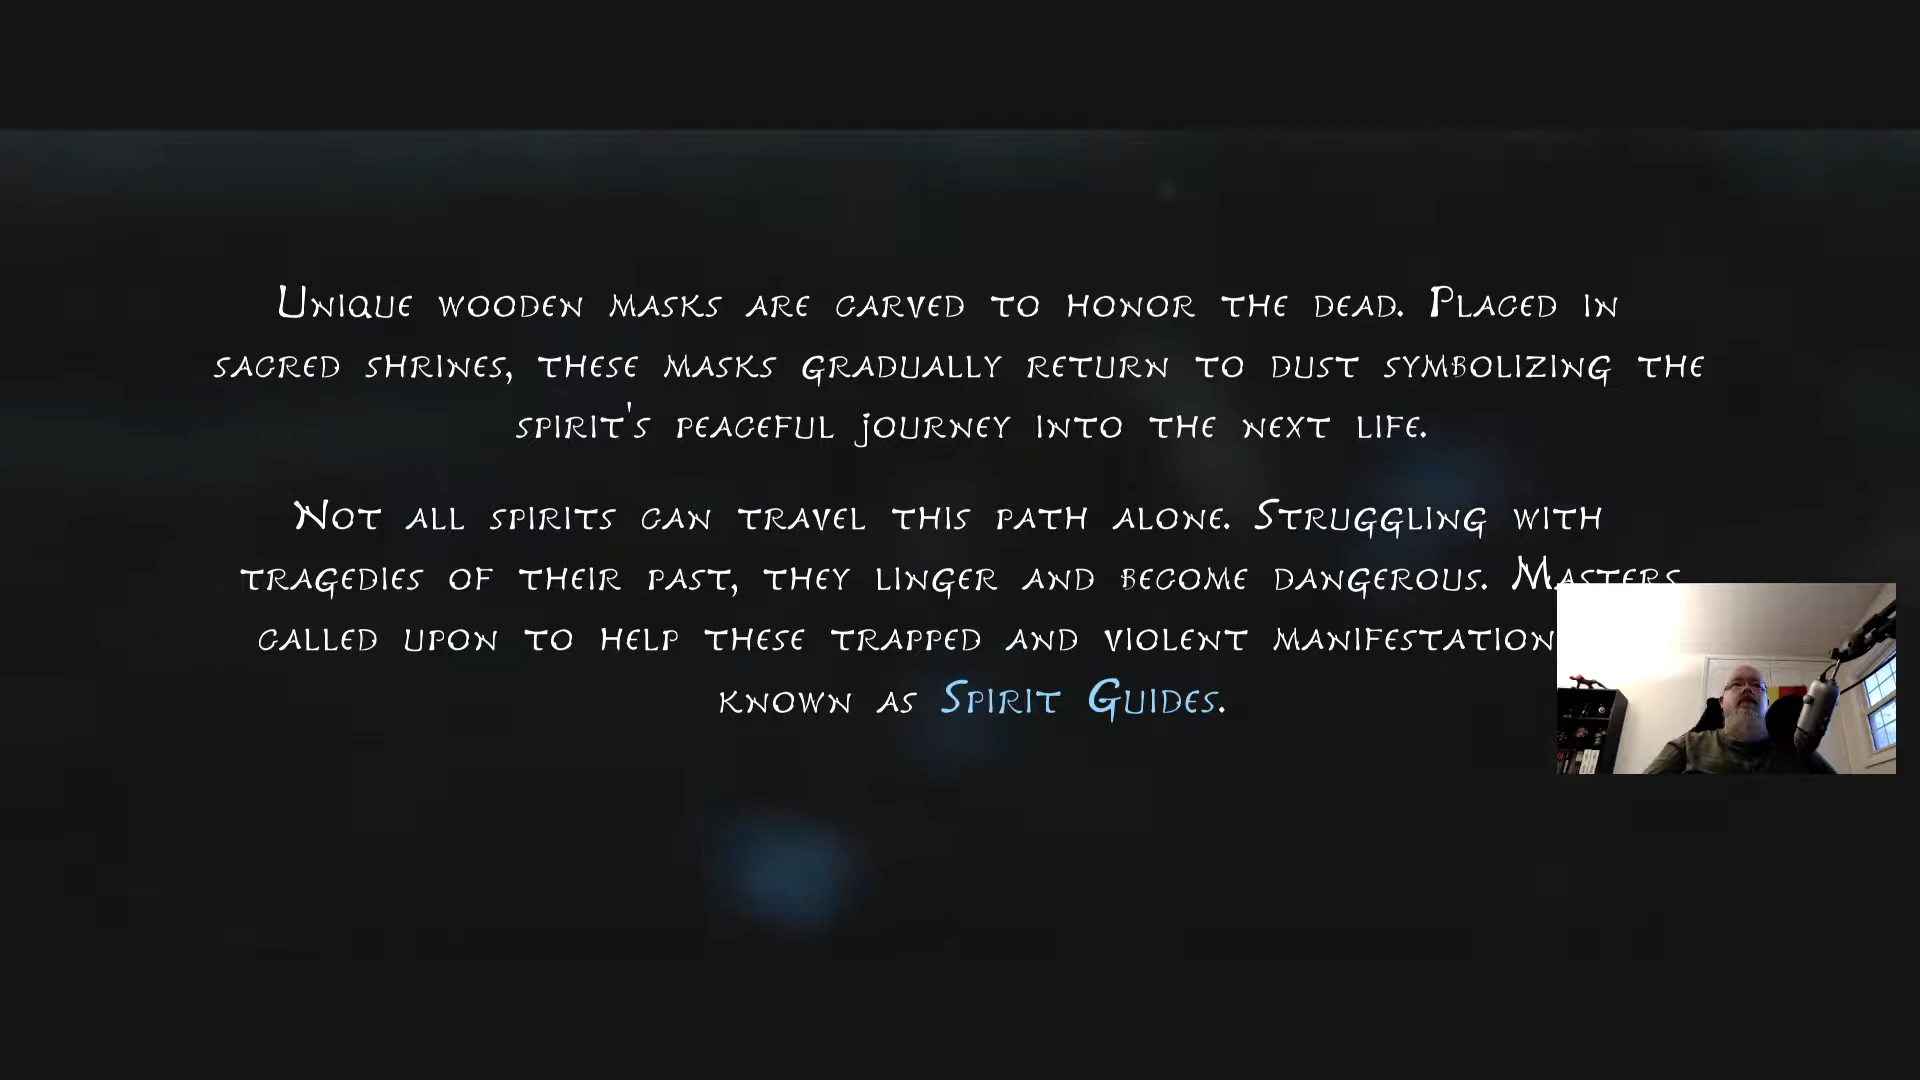 Unique wooden masks are carved to honor the dead. Placed in
sacred shrines, these masks gradually return to dust symbolizing the
spirit's peaceful journey into the next life.
Not all spirits can travel this path alone. Struggling with
tragedies of their past, they linger and become dangerous. Masters
called upon to help these trapped and violent manifestation
known as Spirit Guides.